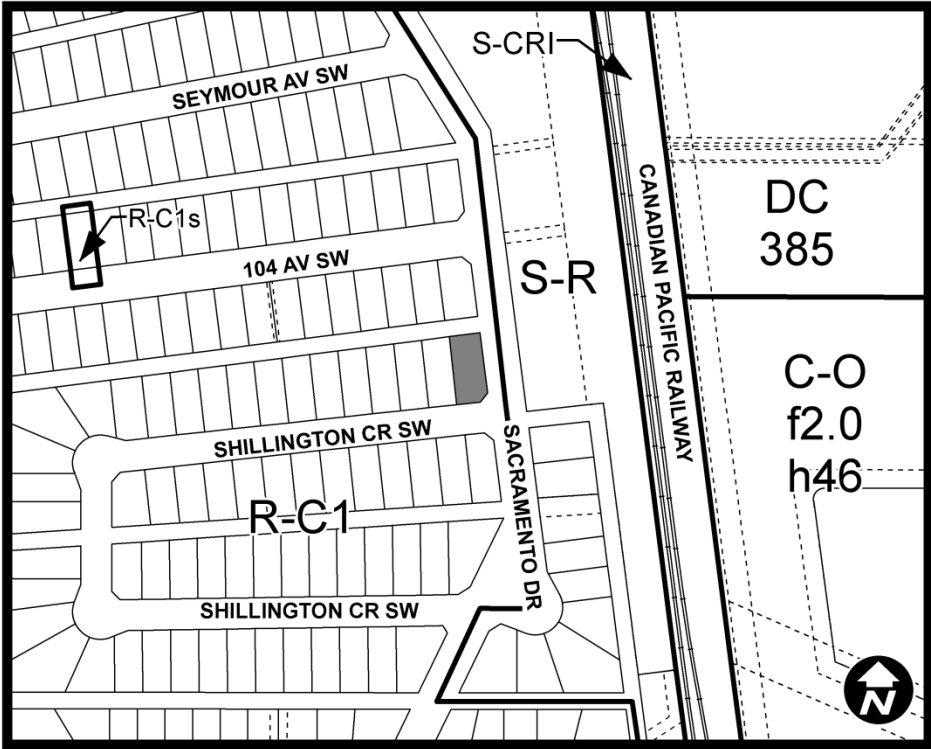 S-CRI
SEYMOUR AV SW
R-C1s
DC
385
104 AV SW
S-R
CANADIAN PACIFIC RAILWAY
C-O
f2.0
h46
SHILLINGTON CR SW
SACRAMENTO DR
R-C1
SHILLINGTON CR SW
N